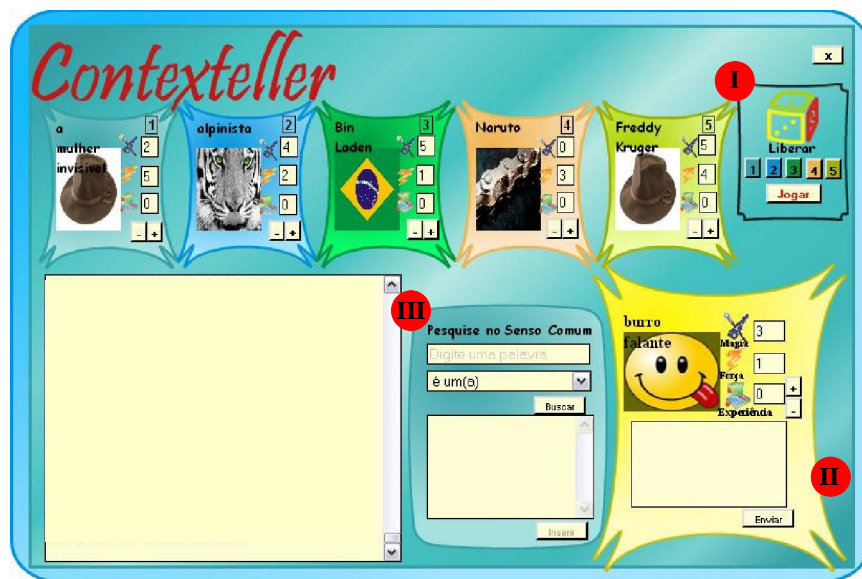 Contexteller
x
I
a
mulher
invisivel
1
2
5
0
- +
alpinista
2
4
2
0
- +
Bin
Laden
3
5
1
0
- +
Naruto
4
0
3
0
- +
Freddy
Kruger
5
5
4
0
- +
Liberar
1 2 3 4 5
Jogar
III
Pesquise no Senso Comum
Digite uma palavra
é um(a)
Buscar
Inserir
burro
falante
Magia
3
Força
1
Experiência
0
+
-
II
Enviar